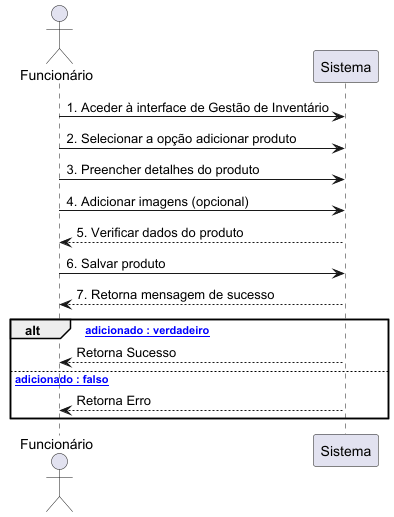 Funcionário
Sistema
1. Aceder à interface de Gestão de Inventário
2. Selecionar a opção adicionar produto
3. Preencher detalhes do produto
4. Adicionar imagens (opcional)
5. Verificar dados do produto
6. Salvar produto
7. Retorna mensagem de sucesso
alt adicionado : verdadeiro
Retorna Sucesso
adicionado : falso
Retorna Erro
Funcionário
Sistema